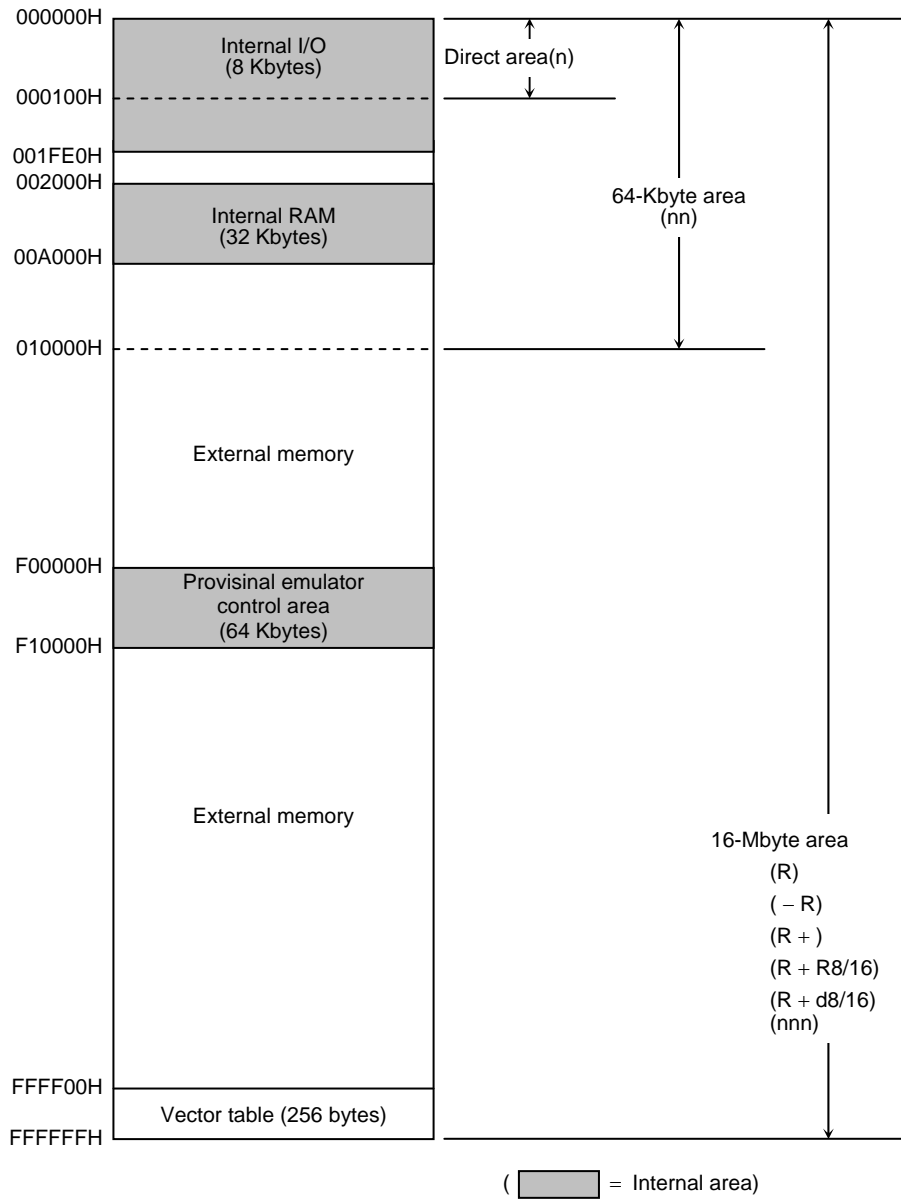 000000H
Internal I/O
(8 Kbytes)
Direct area(n)
000100H
001FE0H
002000H
64-Kbyte area
(nn)
Internal RAM
(32 Kbytes)
00A000H
010000H
External memory
F00000H
Provisinal emulator
control area
(64 Kbytes)
F10000H
External memory
16-Mbyte area
(R)
( − R)
(R + )
(R + R8/16)
(R + d8/16)
(nnn)
FFFF00H
Vector table (256 bytes)
FFFFFFH
( = Internal area)